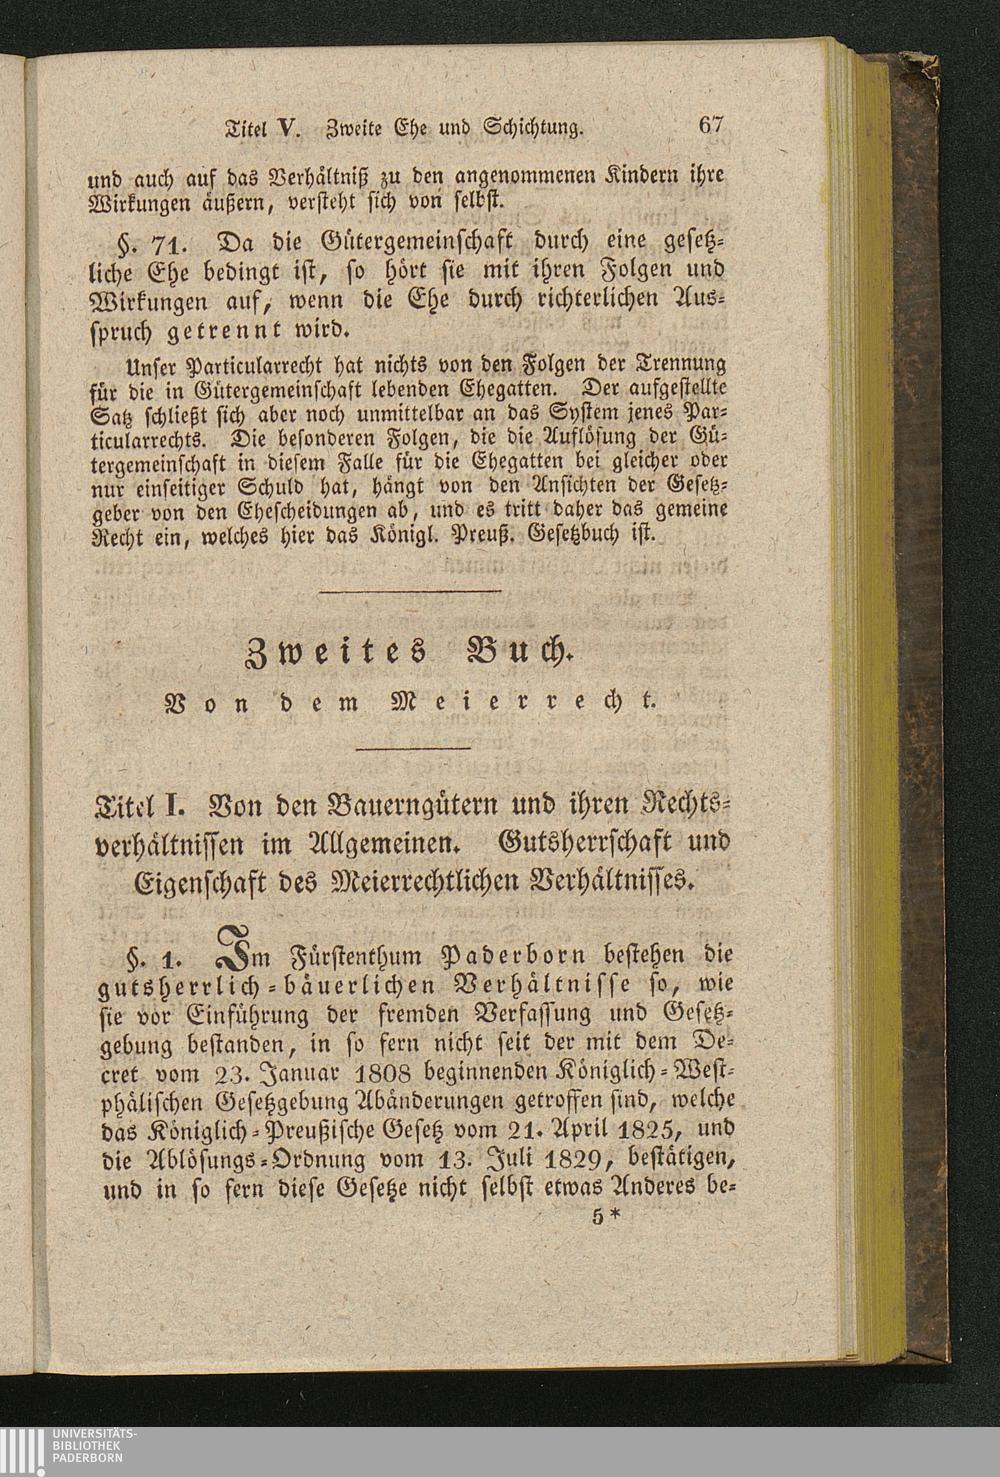 Titel V. Zweite Ehe und Schichtung. 67
und auch auf das Verhältniß zu den angenommenen Kindern ihre
Wirkungen äußern, versteht sich von selbst.
§. 71. Da die Gütergemeinschaft durch eine gesetz-
liche Ehe bedingt ist, so hört sie mit ihren Folgen und
Wirkungen auf, wenn die Ehe durch richterlichen Aus-
spruch getrennt wird.
Unser Particularrecht hat nichts von den Folgen der Trennung
für die in Gütergemeinschaft lebenden Ehegatten. Der aufgestellte
Satz schließt sich aber noch unmittelbar an das System jenes Par-
ticularrechts. Die besonderen Folgen, die die Auflösung der Gü-
tergemeinschaft in diesem Falle für die Ehegatten bei gleicher oder
nur einseitiger Schuld hat, hängt von den Ansichten der Gesetz-
geber von den Ehescheidungen ab, und es tritt daher das gemeine
Recht ein, welches hier das Königl. Preuß. Gesetzbuch ist.
Zweites Buch.
Von dem Meierrecht.
Titel I. Von den Bauerngütern und ihren Rechts-
verhältnissen im Allgemeinen. Gutsherrschaft und
Eigenschaft des Meierrechtlichen Verhältnisses.
§. 1. Im Fürstenthum Paderborn bestehen die
gutsherrlich-bäuerlichen Verhältnisse so, wie
sie vor Einführung der fremden Verfassung und Gesetz-
gebung bestanden, in so fern nicht seit der mit dem De-
cret vom 23. Januar 1808 beginnenden Königlich-West-
phälischen Gesetzgebung Abänderungen getroffen sind, welche
das Königlich-Preußische Gesetz vom 21. April 1825, und
die Ablösungs-Ordnung vom 13. Juli 1829, bestätigen,
und in so fern diese Gesetze nicht selbst etwas Anderes be-
5*
UNIVERSITÄTS-
BIBLIOTHEK
PADERBORN